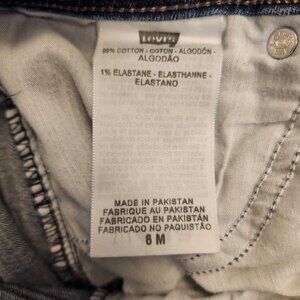 Levi's
99% COTTON - COTON - ALGODÓN -
ALGODÃO
1% ELASTANE - ELASTHANNE -
ELASTANO
MADE IN PAKISTAN
FABRIQUE AU PAKISTAN
FABRICADO EN PAKISTÁN
FABRICADO NO PAQUISTÃO
6 M